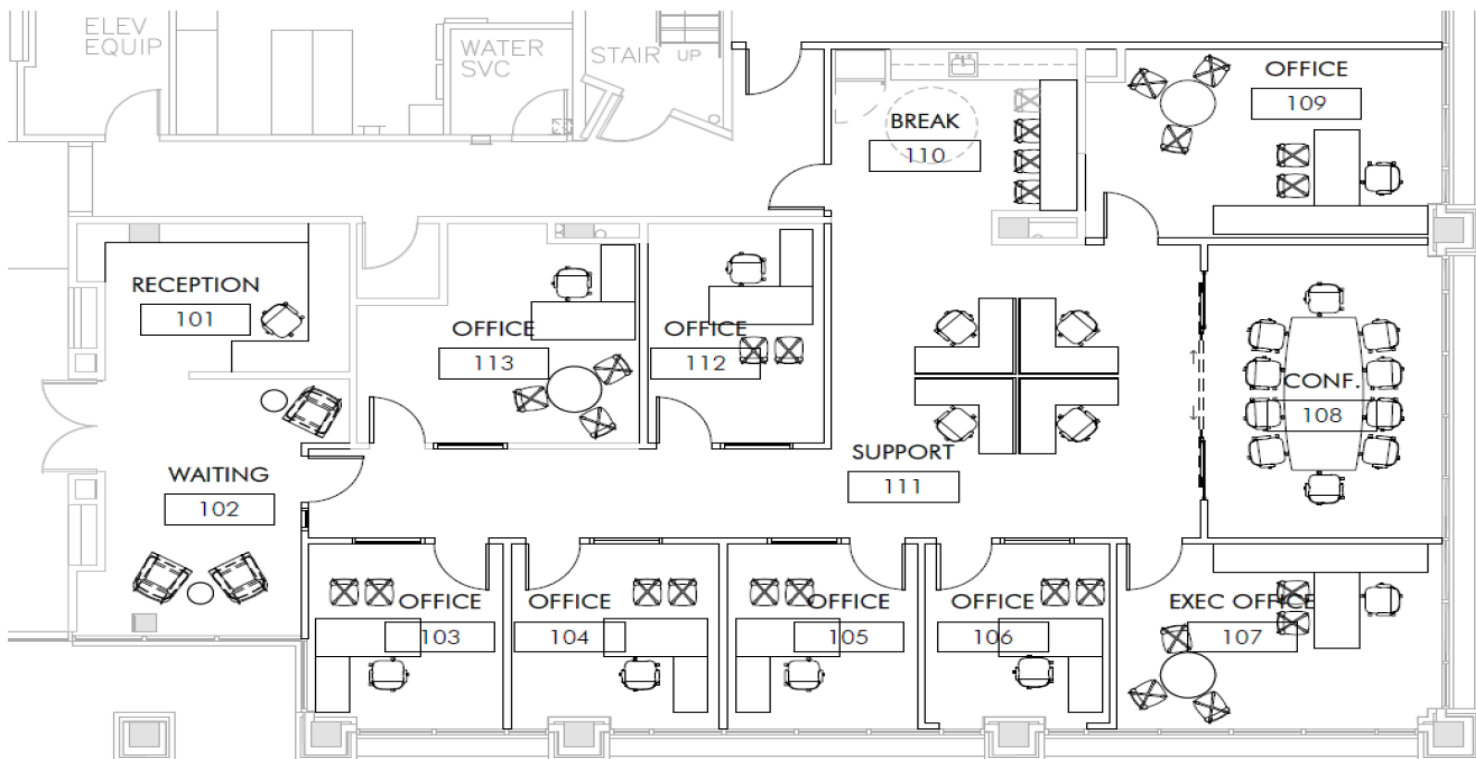 ELEV
EQUIP
WATER
SVC
STAIR UP
OFFICE
109
BREAK
110
RECEPTION
101
OFFICE
113
OFFICE
112
CONF.
108
WAITING
102
SUPPORT
111
OFFICE
103
OFFICE
104
OFFICE
105
OFFICE
106
EXEC OFFICE
107